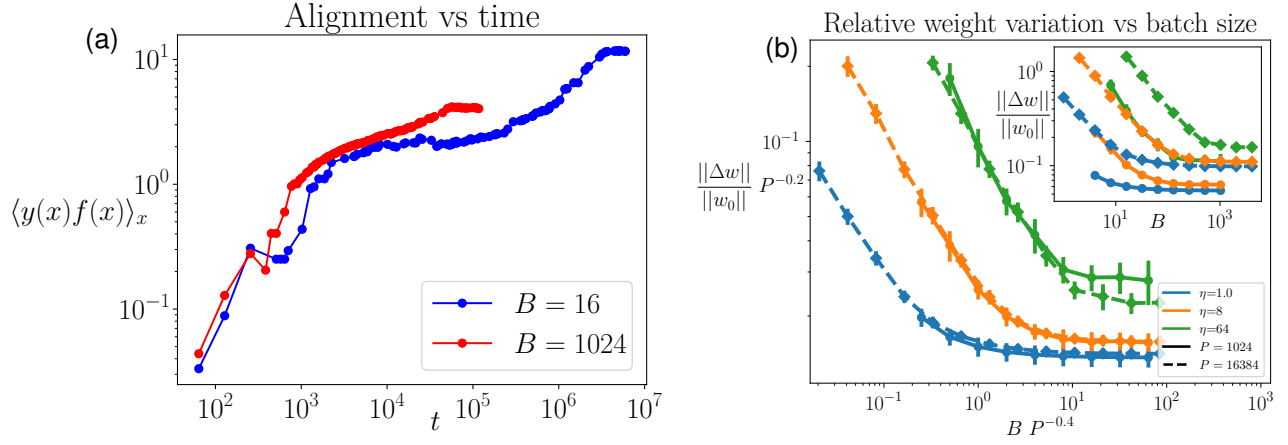 Alignment vs time
(a)
10^1
10^0
10^{-1}
⟨y(x)f(x)⟩_x
B = 16
B = 1024
10^2
10^3
10^4
10^5
10^6
10^7
t
Relative weight variation vs batch size
(b)
10^{-1}
||Δw||/||w_0|| P^{-0.2}
10^{-1}
10^0
10^1
10^2
10^3
B P^{-0.4}
10^0
10^{-1}
||Δw||/||w_0||
10^1
B
10^3
η=1.0
η=8
η=64
P = 1024
P = 16384